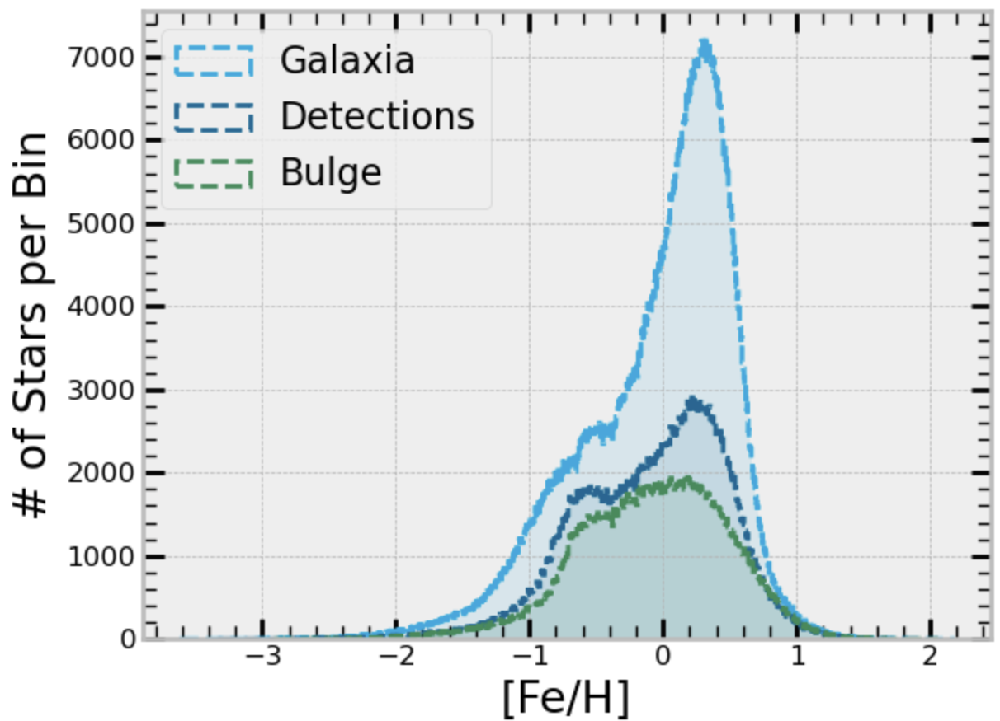 7000
6000
5000
4000
3000
2000
1000
0
# of Stars per Bin
Galaxia
Detections
Bulge
−3 −2 −1 0 1 2
[Fe/H]